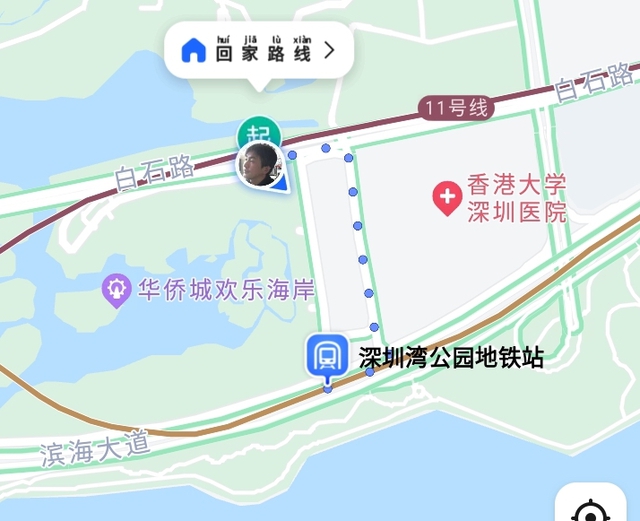 huí jiā lù xiàn
回家路线
白石路
11号线
起
白石路
香港大学
深圳医院
华侨城欢乐海岸
深圳湾公园地铁站
滨海大道